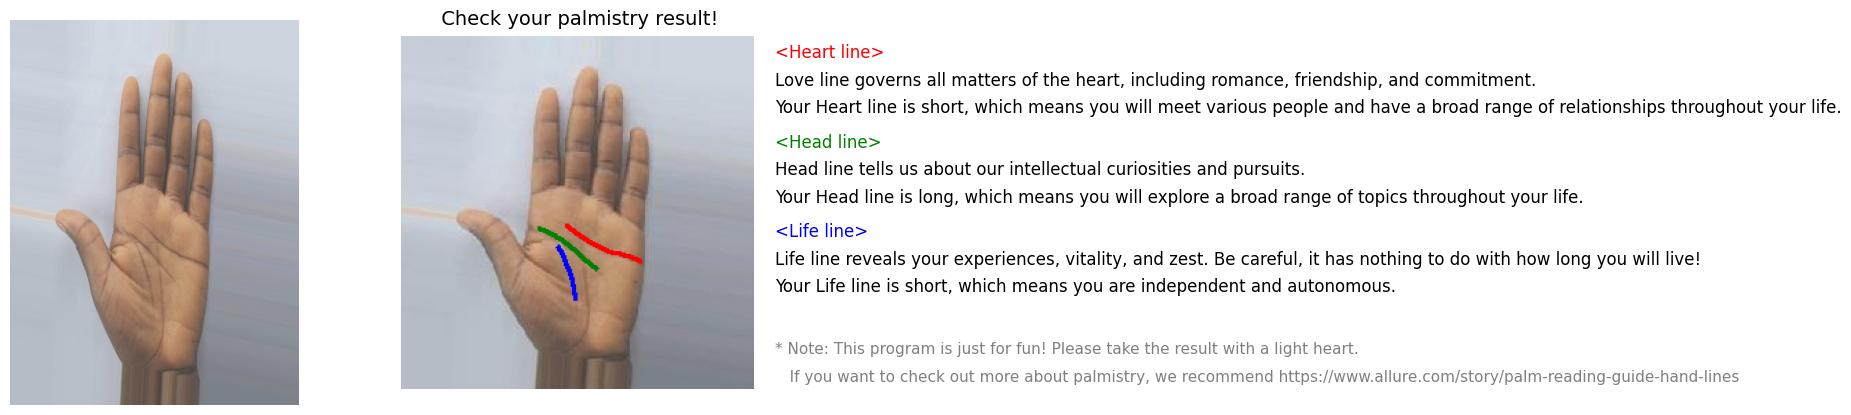 Check your palmistry result!
<Heart line>
Love line governs all matters of the heart, including romance, friendship, and commitment.
Your Heart line is short, which means you will meet various people and have a broad range of relationships throughout your life.
<Head line>
Head line tells us about our intellectual curiosities and pursuits.
Your Head line is long, which means you will explore a broad range of topics throughout your life.
<Life line>
Life line reveals your experiences, vitality, and zest. Be careful, it has nothing to do with how long you will live!
Your Life line is short, which means you are independent and autonomous.
* Note: This program is just for fun! Please take the result with a light heart.
If you want to check out more about palmistry, we recommend https://www.allure.com/story/palm-reading-guide-hand-lines